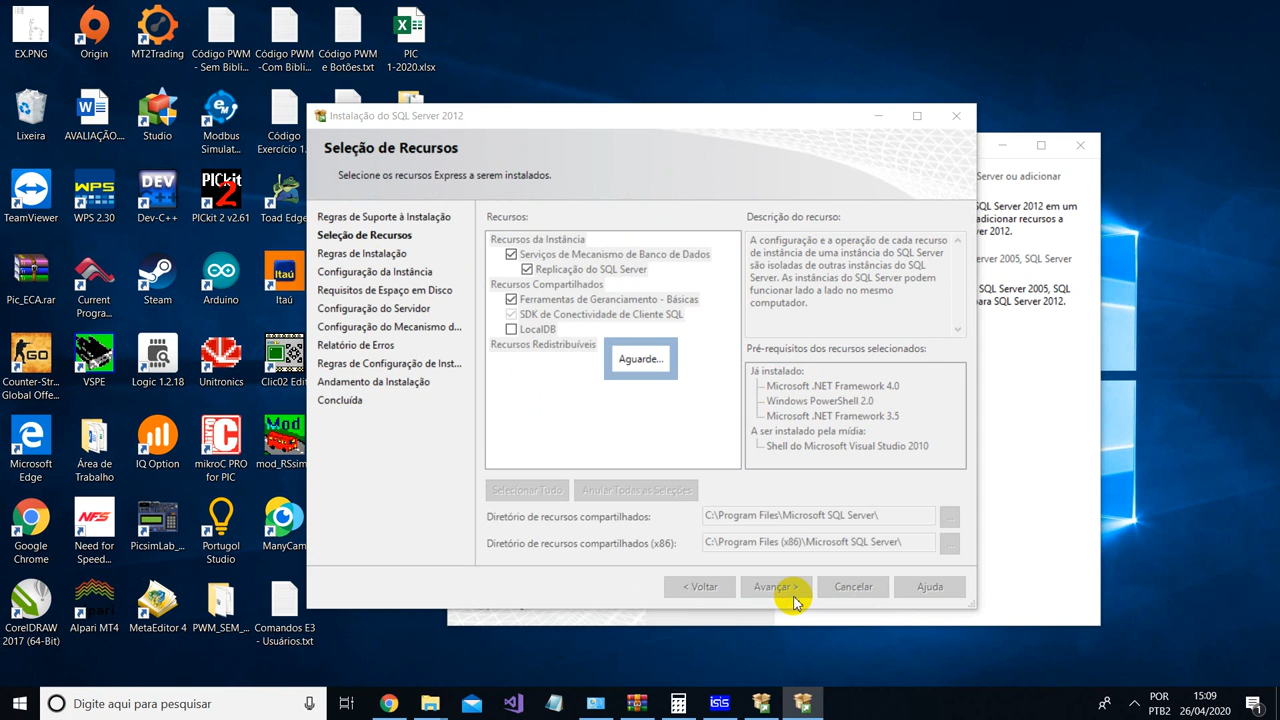 EX.PNG
Origin
MT2Trading
Código PWM
- Sem Bibli...
Código PWM
-Com Bibli...
Código PWM
e Botões.txt
PIC
1-2020.xlsx
Lixeira
AVALIAÇÃO....
Studio
Modbus
Simulat...
Código
Exercício 1.
TeamViewer
WPS 2.30
DEV
C++
Dev-C++
PICkit
2
PICkit 2 v2.61
Toad Edge
Pic_ECA.rar
Current
Progra...
Steam
Arduino
Itaú
Itaú
GO
Counter-Str...
Global Offe...
VSPE
Logic 1.2.18
Unitronics
Clic02 Edit
Microsoft
Edge
Área de
Trabalho
IQ Option
mikroC PRO
for PIC
Mod
mod_RSsim
Google
Chrome
NFS
Need for
Speed...
PicsimLab_...
Portugol
Studio
ManyCam
CorelDRAW
2017 (64-Bit)
Alpari MT4
MetaEditor 4
PWM_SEM_...
Comandos E3
- Usuários.txt
Instalação do SQL Server 2012
Seleção de Recursos
Selecione os recursos Express a serem instalados.
Regras de Suporte à Instalação
Seleção de Recursos
Regras de Instalação
Configuração da Instância
Requisitos de Espaço em Disco
Configuração do Servidor
Configuração do Mecanismo d...
Relatório de Erros
Regras de Configuração de Inst...
Andamento da Instalação
Concluída
Recursos:
Recursos da Instância
Serviços de Mecanismo de Banco de Dados
Replicação do SQL Server
Recursos Compartilhados
Ferramentas de Geranciamento - Básicas
SDK de Conectividade de Cliente SQL
LocalDB
Recursos Redistribuíveis
Aguarde...
Descrição do recurso:
A configuração e a operação de cada recurso
de instância de uma instância do SQL Server
são isoladas de outras instâncias do SQL
Server. As instâncias do SQL Server podem
funcionar lado a lado no mesmo
computador.
Pré-requisitos dos recursos selecionados:
Já instalado:
Microsoft .NET Framework 4.0
Windows PowerShell 2.0
Microsoft .NET Framework 3.5
A ser instalado pela mídia:
Shell do Microsoft Visual Studio 2010
Selecionar Tudo
Anular Todas as Seleções
Diretório de recursos compartilhados:
C:\Program Files\Microsoft SQL Server\
...
Diretório de recursos compartilhados (x86):
C:\Program Files (x86)\Microsoft SQL Server\
...
< Voltar
Avançar >
Cancelar
Ajuda
Server ou adicionar
SQL Server 2012 em um
adicionar recursos a
ver 2012.
SQL Server 2005, SQL Server
SQL Server 2005, SQL
para SQL Server 2012.
Digite aqui para pesquisar
isis
POR
PTB2
15:09
26/04/2020
1